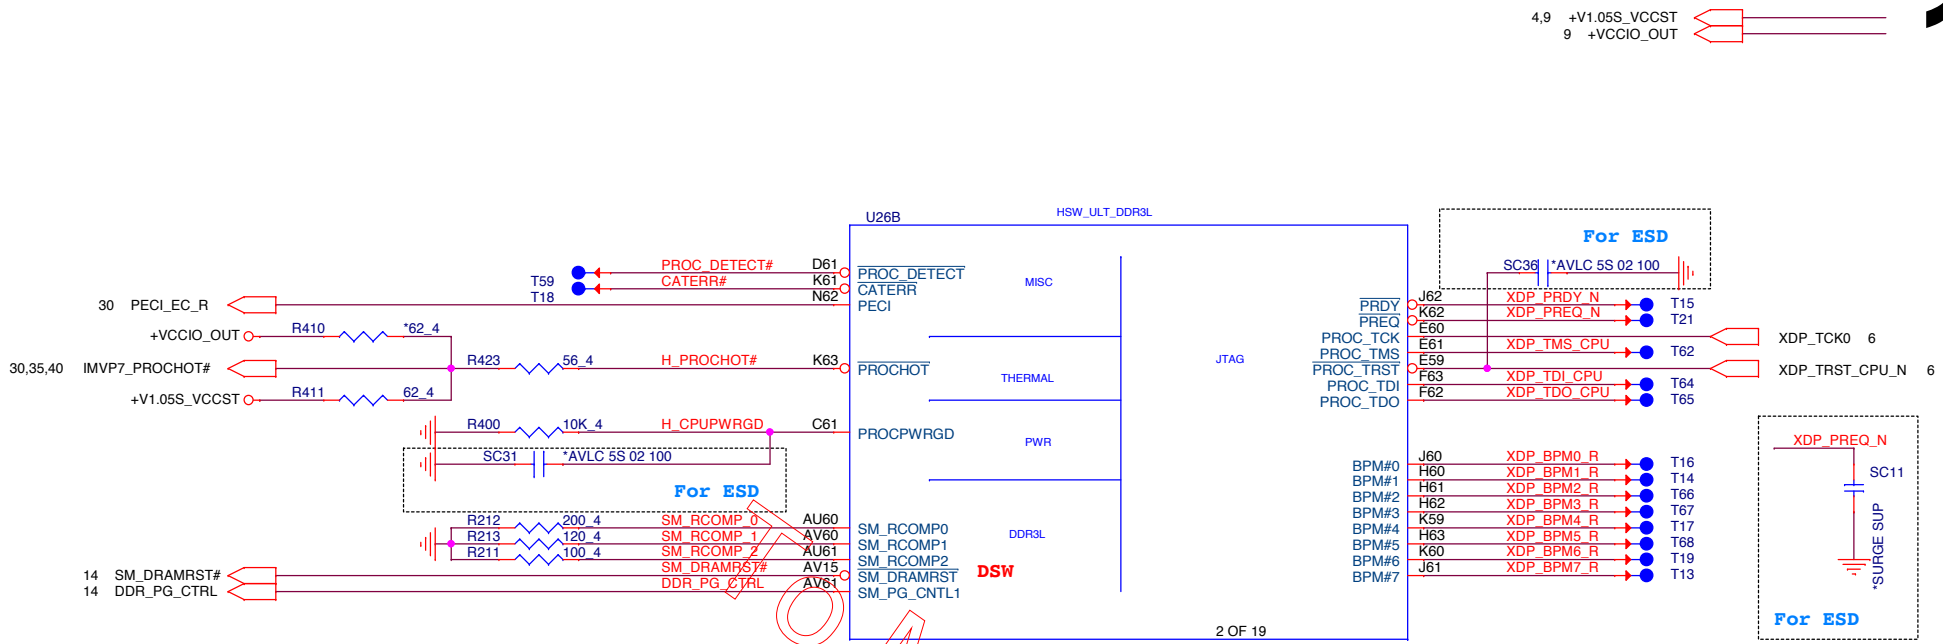 4,9 +V1.05S_VCCST
9 +VCCIO_OUT
U26B
HSW_ULT_DDR3L
For ESD
SC36 *AVLC 5S 02 100
T59 PROC_DETECT# D61 PROC_DETECT
T18 CATERR# K61 CATERR
MISC
30 PECI_EC_R N62 PECI
PRDY J62 XDP_PRDY_N T15
PREQ K62 XDP_PREQ_N T21
+VCCIO_OUT R410 *62_4
PROC_TCK E60 XDP_TCK0 6
PROC_TMS E61 XDP_TMS_CPU T62
30,35,40 IMVP7_PROCHOT# R423 56_4 H_PROCHOT# K63 PROCHOT
JTAG
PROC_TRST E59 XDP_TRST_CPU_N 6
THERMAL
PROC_TDI F63 XDP_TDI_CPU T64
+V1.05S_VCCST R411 62_4
PROC_TDO F62 XDP_TDO_CPU T65
R400 10K_4 H_CPUPWRGD C61 PROCPWRGD
PWR
XDP_PREQ_N
SC31 *AVLC 5S 02 100
SC11
For ESD
*SURGE SUP
For ESD
BPM#0 J60 XDP_BPM0_R T16
BPM#1 H60 XDP_BPM1_R T14
BPM#2 H61 XDP_BPM2_R T66
BPM#3 H62 XDP_BPM3_R T67
BPM#4 K59 XDP_BPM4_R T17
BPM#5 H63 XDP_BPM5_R T68
BPM#6 K60 XDP_BPM6_R T19
BPM#7 J61 XDP_BPM7_R T13
R212 200_4 SM_RCOMP_0 AU60 SM_RCOMP0
R213 120_4 SM_RCOMP_1 AV60 SM_RCOMP1
R211 100_4 SM_RCOMP_2 AU61 SM_RCOMP2
DDR3L
14 SM_DRAMRST# SM_DRAMRST# AV15 SM_DRAMRST
DSW
14 DDR_PG_CTRL DDR_PG_CTRL AV61 SM_PG_CNTL1
2 OF 19